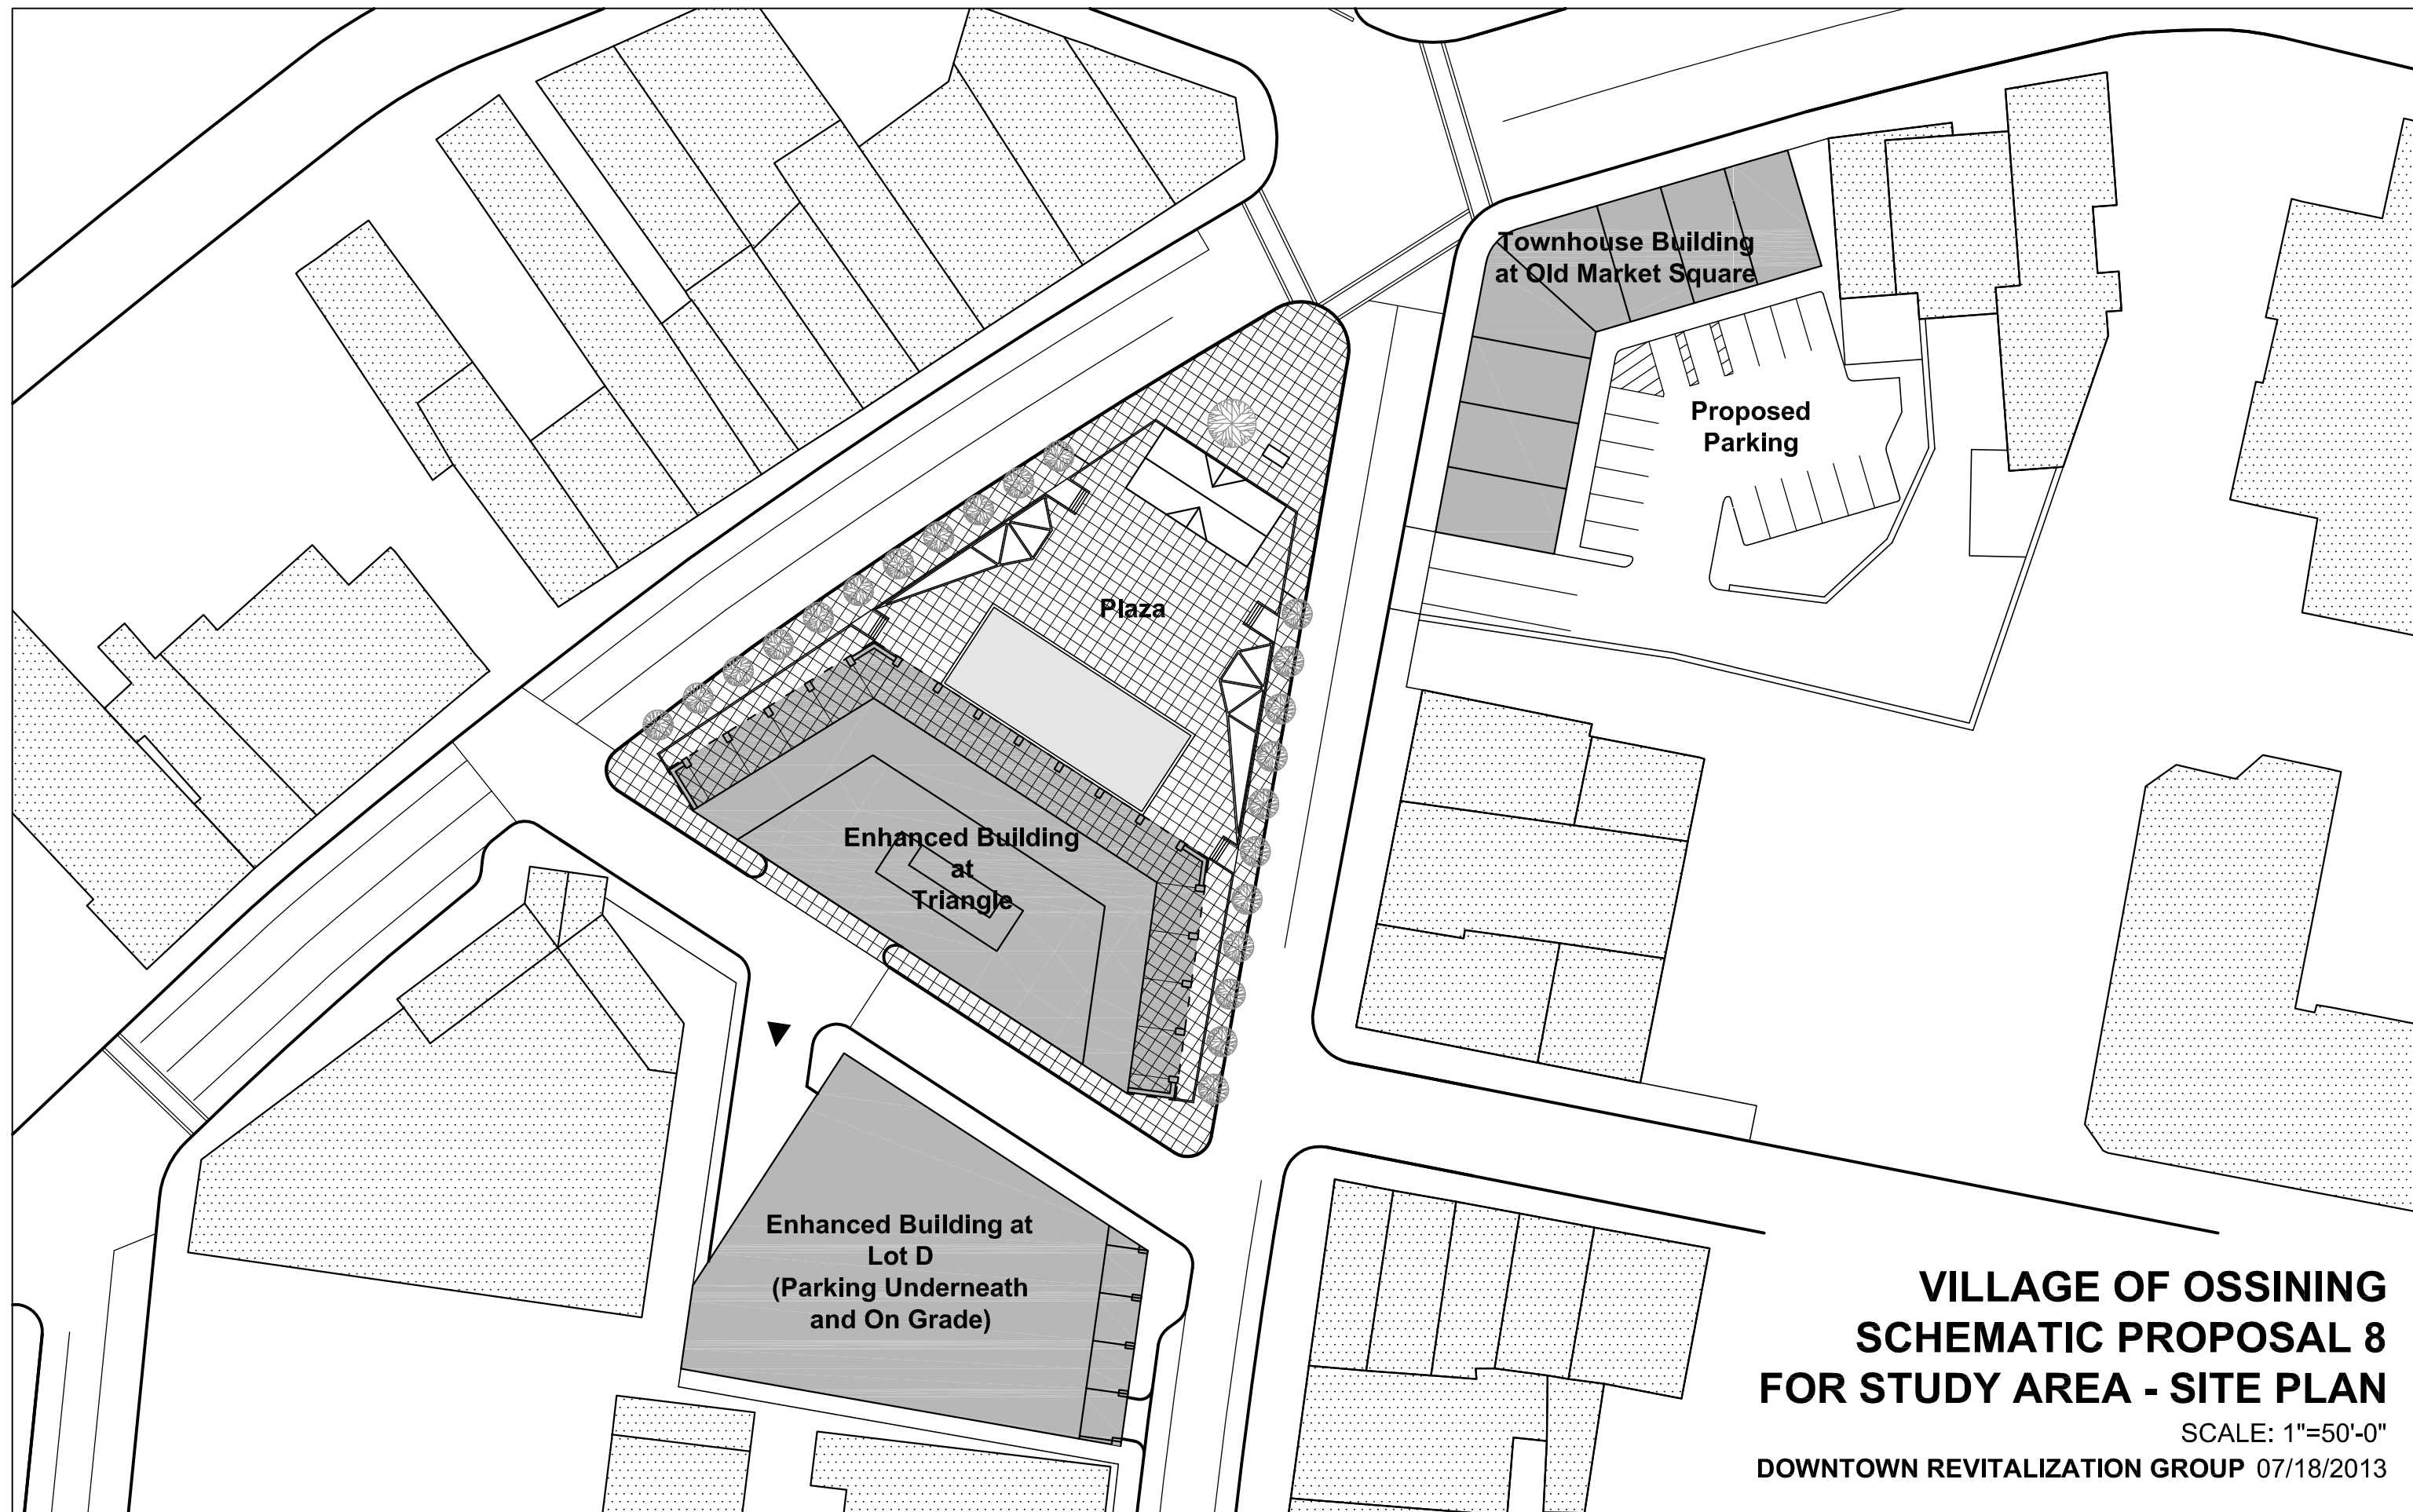 Townhouse Building
at Old Market Square
Proposed
Parking
Plaza
Enhanced Building
at
Triangle
Enhanced Building at
Lot D
(Parking Underneath
and On Grade)
VILLAGE OF OSSINING
SCHEMATIC PROPOSAL 8
FOR STUDY AREA - SITE PLAN
SCALE: 1"=50'-0"
DOWNTOWN REVITALIZATION GROUP 07/18/2013